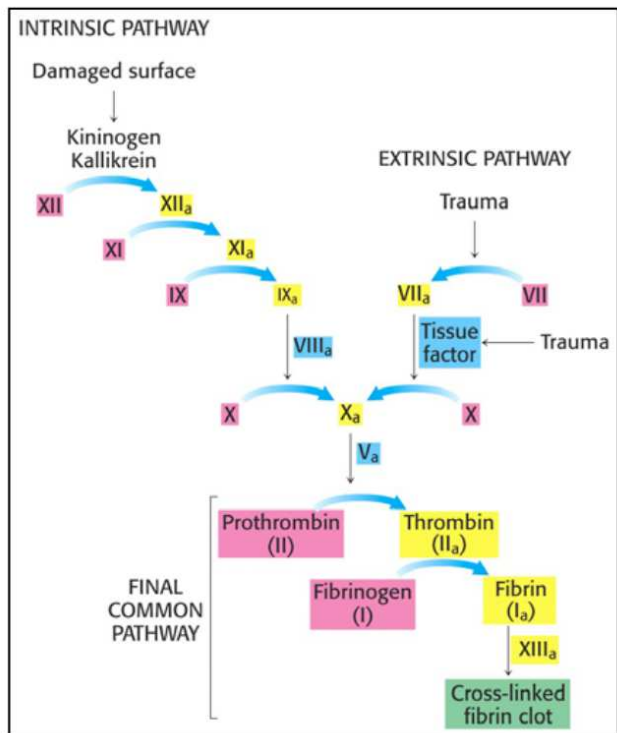 INTRINSIC PATHWAY
Damaged surface
Kininogen
Kallikrein
XII
XIIa
XI
XIa
IX
IXa
VIIIa
EXTRINSIC PATHWAY
Trauma
VIIa
VII
Tissue
factor
Trauma
X
Xa
X
Va
FINAL
COMMON
PATHWAY
Prothrombin
(II)
Thrombin
(IIa)
Fibrinogen
(I)
Fibrin
(Ia)
XIIIa
Cross-linked
fibrin clot